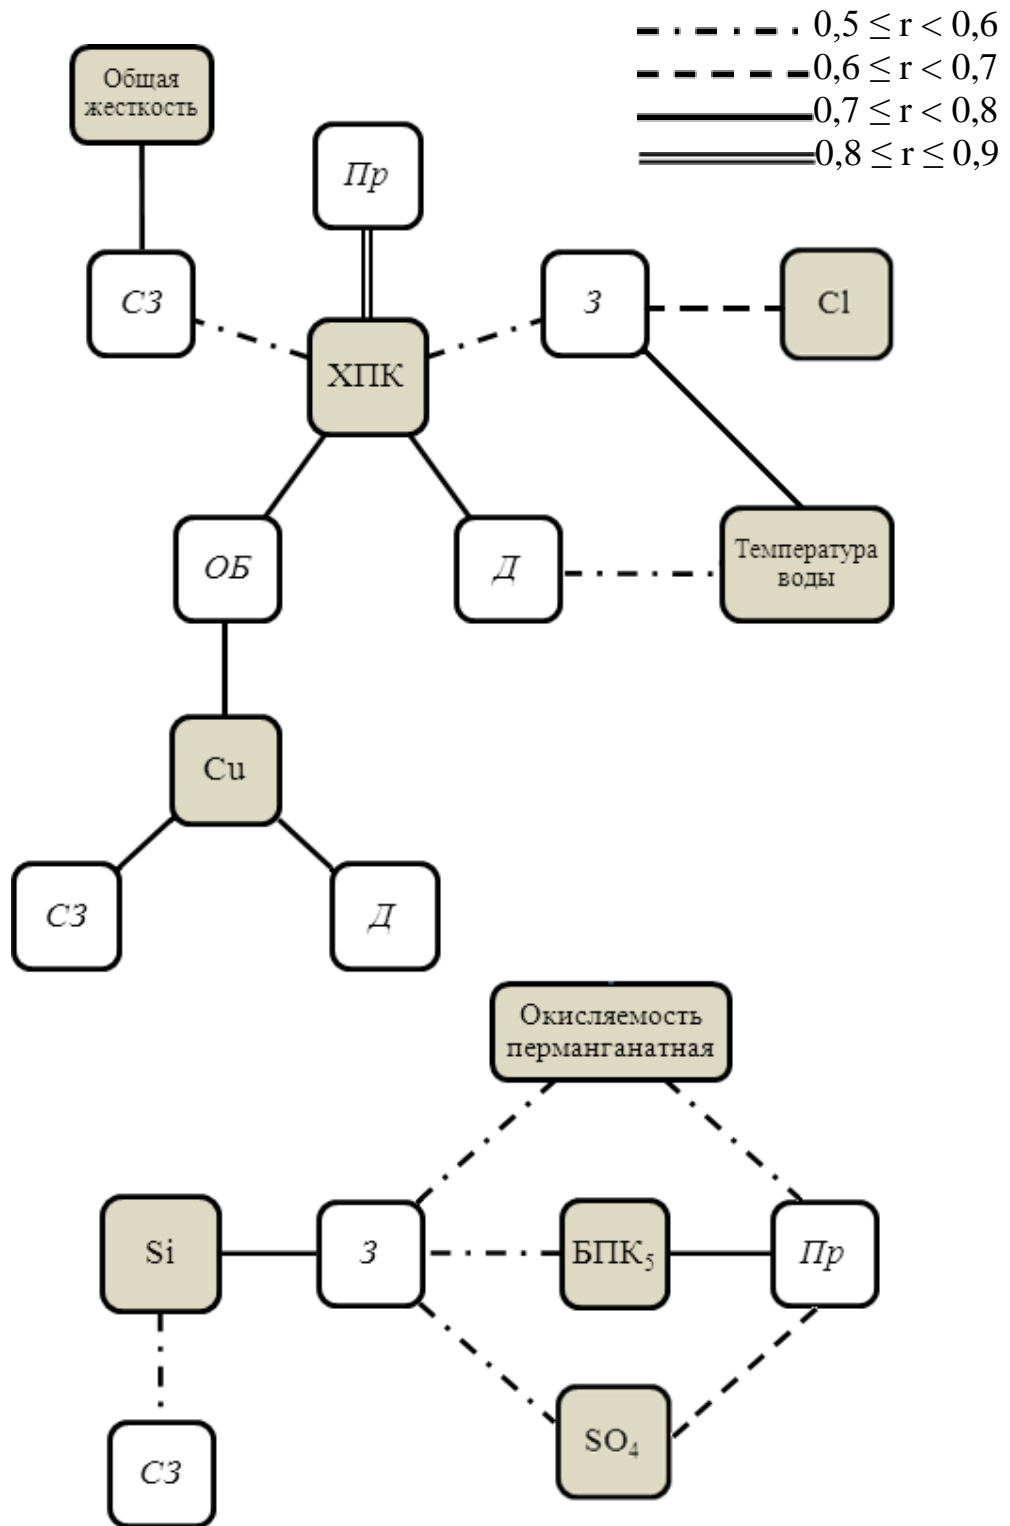 0,5 ≤ r < 0,6
0,6 ≤ r < 0,7
0,7 ≤ r < 0,8
0,8 ≤ r ≤ 0,9
Общая
жесткость
Пр
СЗ
З
Cl
ХПК
ОБ
Д
Температура
воды
Cu
СЗ
Д
Окисляемость
перманганатная
Si
З
БПК₅
Пр
SO₄
СЗ